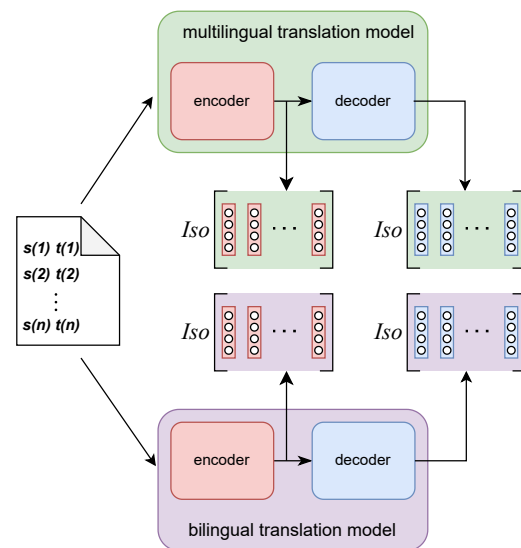 multilingual translation model
encoder
decoder
Iso
· · ·
Iso
· · ·
s(1) t(1)
s(2) t(2)
⋮
s(n) t(n)
Iso
· · ·
Iso
· · ·
encoder
decoder
bilingual translation model